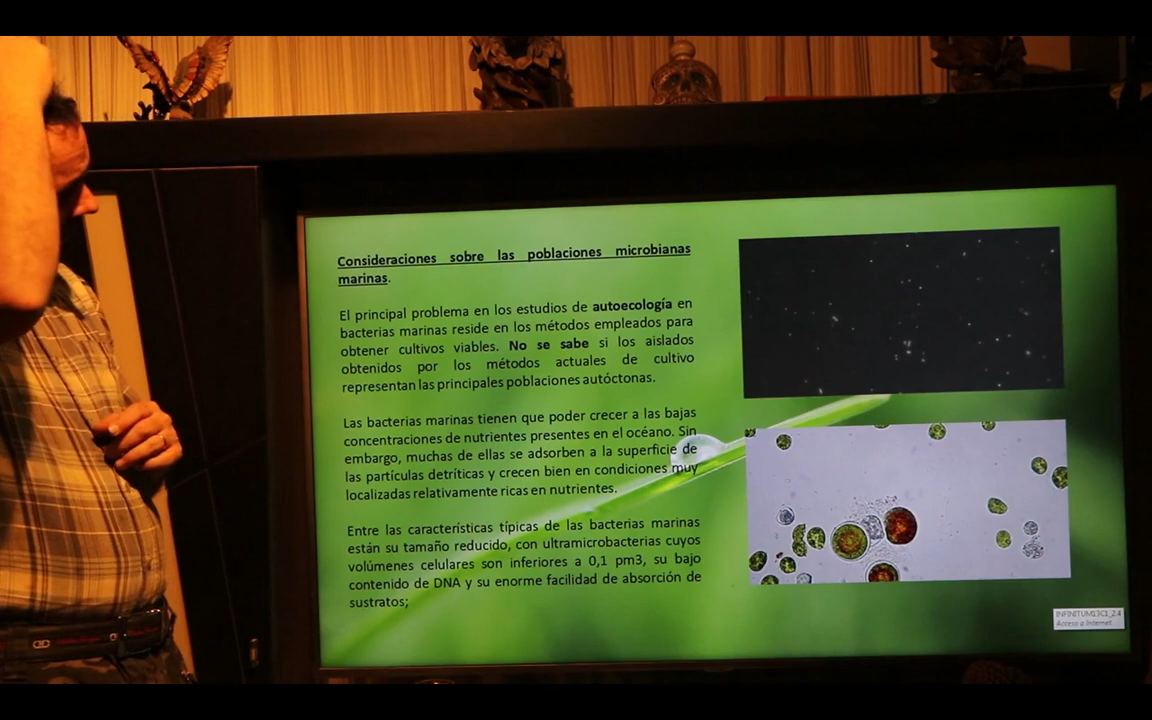 Consideraciones sobre las poblaciones microbianas
marinas.
El principal problema en los estudios de autoecología en
bacterias marinas reside en los métodos empleados para
obtener cultivos viables. No se sabe si los aislados
obtenidos por los métodos actuales de cultivo
representan las principales poblaciones autóctonas.
Las bacterias marinas tienen que poder crecer a las bajas
concentraciones de nutrientes presentes en el océano. Sin
embargo, muchas de ellas se adsorben a la superficie de
las partículas detríticas y crecen bien en condiciones muy
localizadas relativamente ricas en nutrientes.
Entre las características típicas de las bacterias marinas
están su tamaño reducido, con ultramicrobacterias cuyos
volúmenes celulares son inferiores a 0,1 pm3, su bajo
contenido de DNA y su enorme facilidad de absorción de
sustratos;
INFINITUM13C1_2.4
Acceso a Internet